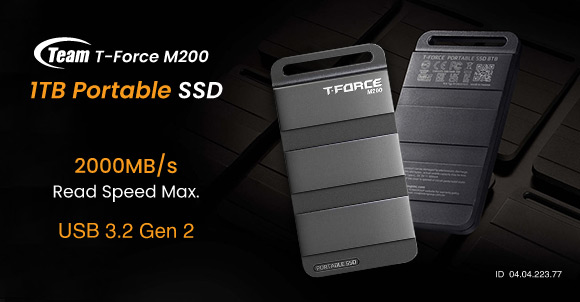 Team T-Force M200
1TB Portable SSD
2000MB/s
Read Speed Max.
USB 3.2 Gen 2
T-FORCE
M200
PORTABLE SSD
T-FORCE PORTABLE SSD 8TB
ID 04.04.223.77